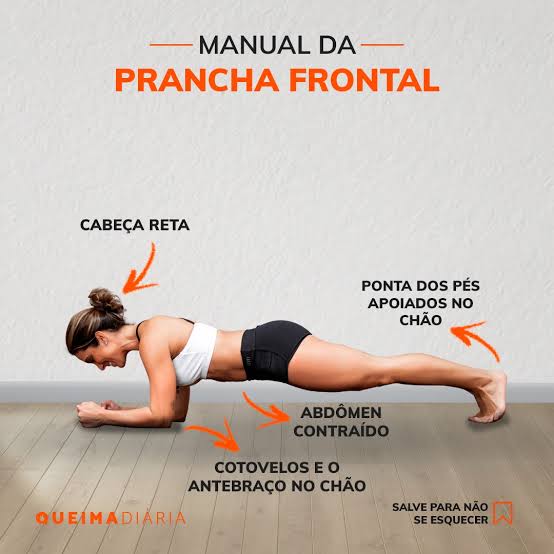 MANUAL DA
PRANCHA FRONTAL
CABEÇA RETA
PONTA DOS PÉS
APOIADOS NO
CHÃO
ABDÔMEN
CONTRAÍDO
COTOVELOS E O
ANTEBRAÇO NO CHÃO
QUEIMADIÁRIA
SALVE PARA NÃO
SE ESQUECER